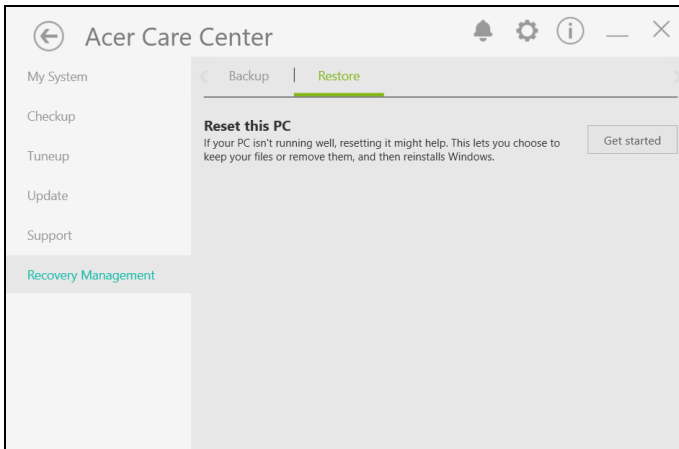 Acer Care Center
My System
Checkup
Tuneup
Update
Support
Recovery Management
Backup | Restore
Reset this PC
If your PC isn't running well, resetting it might help. This lets you choose to
keep your files or remove them, and then reinstalls Windows.
Get started